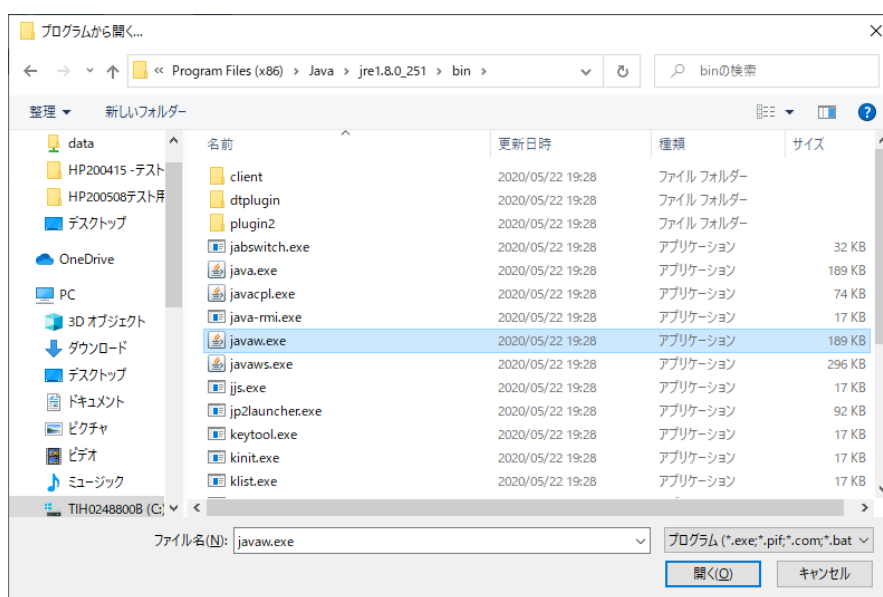 プログラムから開く...
« Program Files (x86) › Java › jre1.8.0_251 › bin ›
binの検索
整理 ▼ 新しいフォルダー
data
HP200415 -テスト
HP200508テスト用
デスクトップ
OneDrive
PC
3D オブジェクト
ダウンロード
デスクトップ
ドキュメント
ピクチャ
ビデオ
ミュージック
TIH0248800B (C:)
名前 更新日時 種類 サイズ
client 2020/05/22 19:28 ファイル フォルダー
dtplugin 2020/05/22 19:28 ファイル フォルダー
plugin2 2020/05/22 19:28 ファイル フォルダー
jabswitch.exe 2020/05/22 19:28 アプリケーション 32 KB
java.exe 2020/05/22 19:28 アプリケーション 189 KB
javacpl.exe 2020/05/22 19:28 アプリケーション 74 KB
java-rmi.exe 2020/05/22 19:28 アプリケーション 17 KB
javaw.exe 2020/05/22 19:28 アプリケーション 189 KB
javaws.exe 2020/05/22 19:28 アプリケーション 296 KB
jjs.exe 2020/05/22 19:28 アプリケーション 17 KB
jp2launcher.exe 2020/05/22 19:28 アプリケーション 92 KB
keytool.exe 2020/05/22 19:28 アプリケーション 17 KB
kinit.exe 2020/05/22 19:28 アプリケーション 17 KB
klist.exe 2020/05/22 19:28 アプリケーション 17 KB
ファイル名(N): javaw.exe プログラム (*.exe;*.pif;*.com;*.bat
開く(O) キャンセル